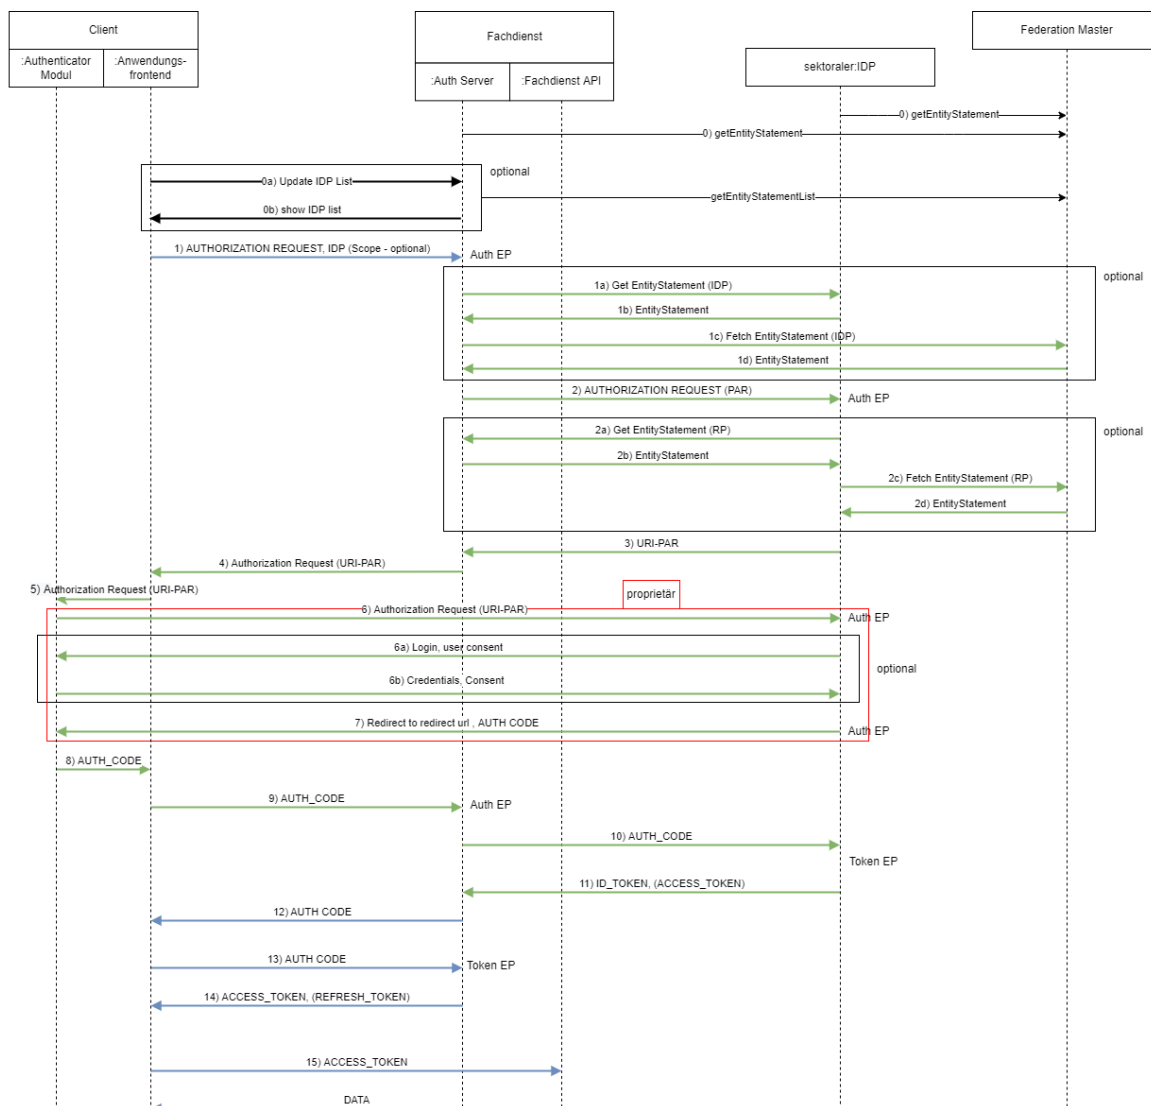 Client
Fachdienst
Federation Master
:Authenticator
Modul
:Anwendungs-
frontend
:Auth Server
:Fachdienst API
sektoraler:IDP
0) getEntityStatement
0) getEntityStatement
optional
0a) Update IDP List
getEntityStatementList
0b) show IDP list
1) AUTHORIZATION REQUEST, IDP (Scope - optional)
Auth EP
optional
1a) Get EntityStatement (IDP)
1b) EntityStatement
1c) Fetch EntityStatement (IDP)
1d) EntityStatement
2) AUTHORIZATION REQUEST (PAR)
Auth EP
optional
2a) Get EntityStatement (RP)
2b) EntityStatement
2c) Fetch EntityStatement (RP)
2d) EntityStatement
3) URI-PAR
4) Authorization Request (URI-PAR)
5) Authorization Request (URI-PAR)
proprietär
6) Authorization Request (URI-PAR)
Auth EP
6a) Login, user consent
optional
6b) Credentials, Consent
7) Redirect to redirect url , AUTH CODE
Auth EP
8) AUTH_CODE
9) AUTH_CODE
Auth EP
10) AUTH_CODE
Token EP
11) ID_TOKEN, (ACCESS_TOKEN)
12) AUTH CODE
13) AUTH CODE
Token EP
14) ACCESS_TOKEN, (REFRESH_TOKEN)
15) ACCESS_TOKEN
DATA